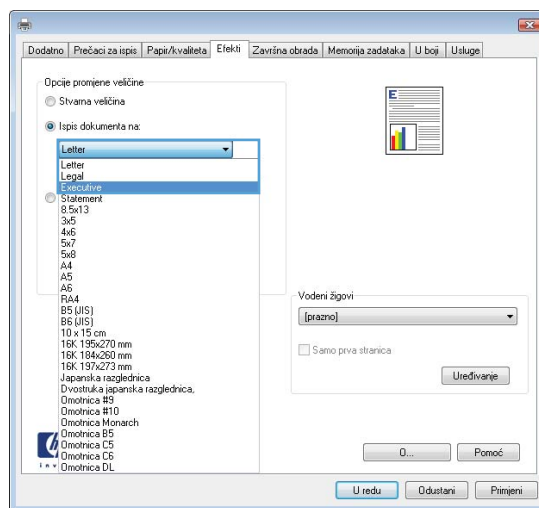 Dodatno Prečaci za ispis Papir/kvaliteta Efekti Završna obrada Memorija zadataka U boji Usluge
Opcije promjene veličine
Stvarna veličina
Ispis dokumenta na:
Letter
Letter
Legal
Executive
Statement
8.5x13
3x5
4x6
5x7
5x8
A4
A5
A6
RA4
B5 (JIS)
B6 (JIS)
10 x 15 cm
16K 195x270 mm
16K 184x260 mm
16K 197x273 mm
Japanska razglednica
Dvostruka japanska razglednica,
Omotnica #9
Omotnica #10
Omotnica Monarch
Omotnica B5
Omotnica C5
Omotnica C6
Omotnica DL
E
Vodeni žigovi
[prazno]
Samo prva stranica
Uređivanje
i n v
O...
Pomoć
U redu
Odustani
Primjeni